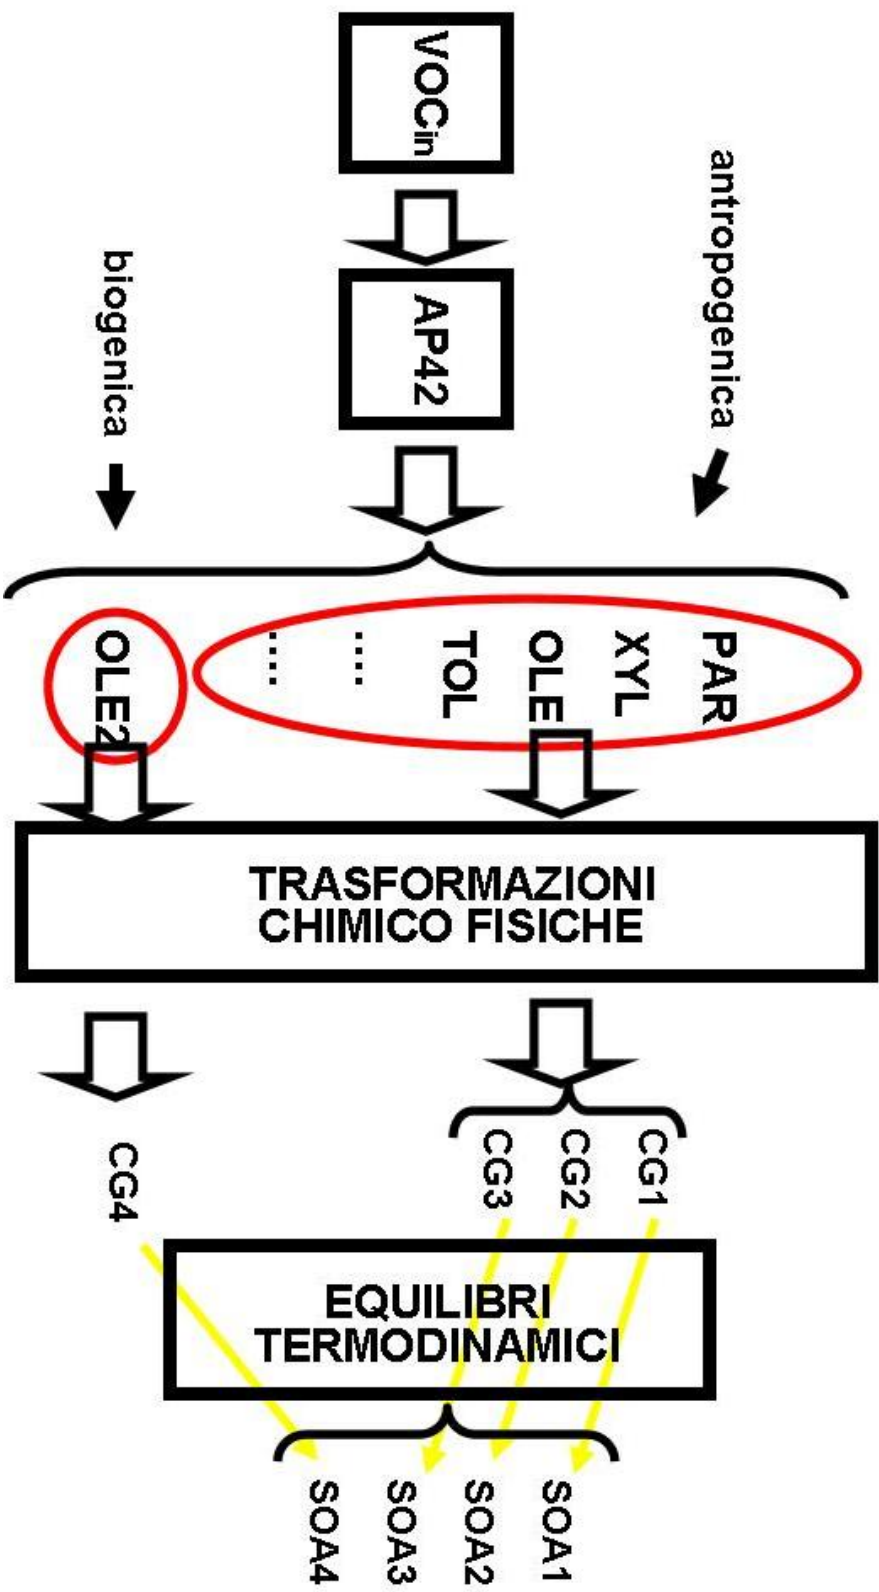 VOCin
AP42
antropogenica
biogenica
PAR
XYL
OLE
TOL
....
....
OLE2
TRASFORMAZIONI
CHIMICO FISICHE
CG1
CG2
CG3
CG4
EQUILIBRI
TERMODINAMICI
SOA1
SOA2
SOA3
SOA4